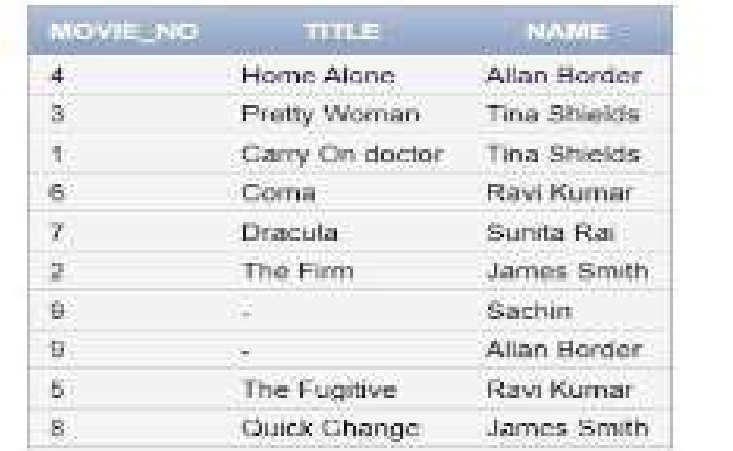 MOVIE_NO TITLE NAME
4 Home Alone Allan Border
3 Pretty Woman Tina Shields
1 Carry On doctor Tina Shields
6 Coma Ravi Kumar
7 Dracula Sunita Rai
2 The Firm James Smith
9 - Sachin
9 - Allan Border
5 The Fugitive Ravi Kumar
8 Quick Change James Smith